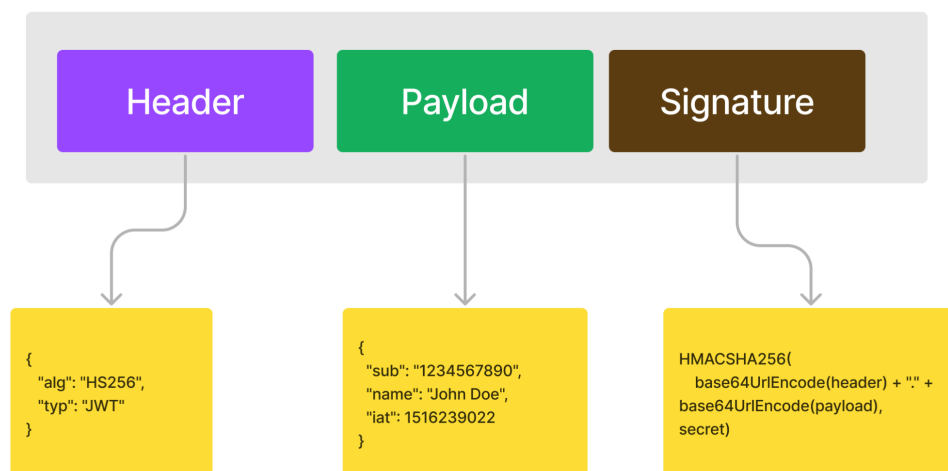 Header
Payload
Signature
{
"alg": "HS256",
"typ": "JWT"
}
{
"sub": "1234567890",
"name": "John Doe",
"iat": 1516239022
}
HMACSHA256(
base64UrlEncode(header) + "." +
base64UrlEncode(payload),
secret)